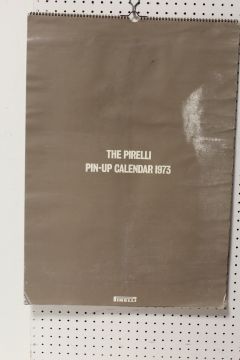 THE PIRELLI
PIN-UP CALENDAR 1973
PIRELLI